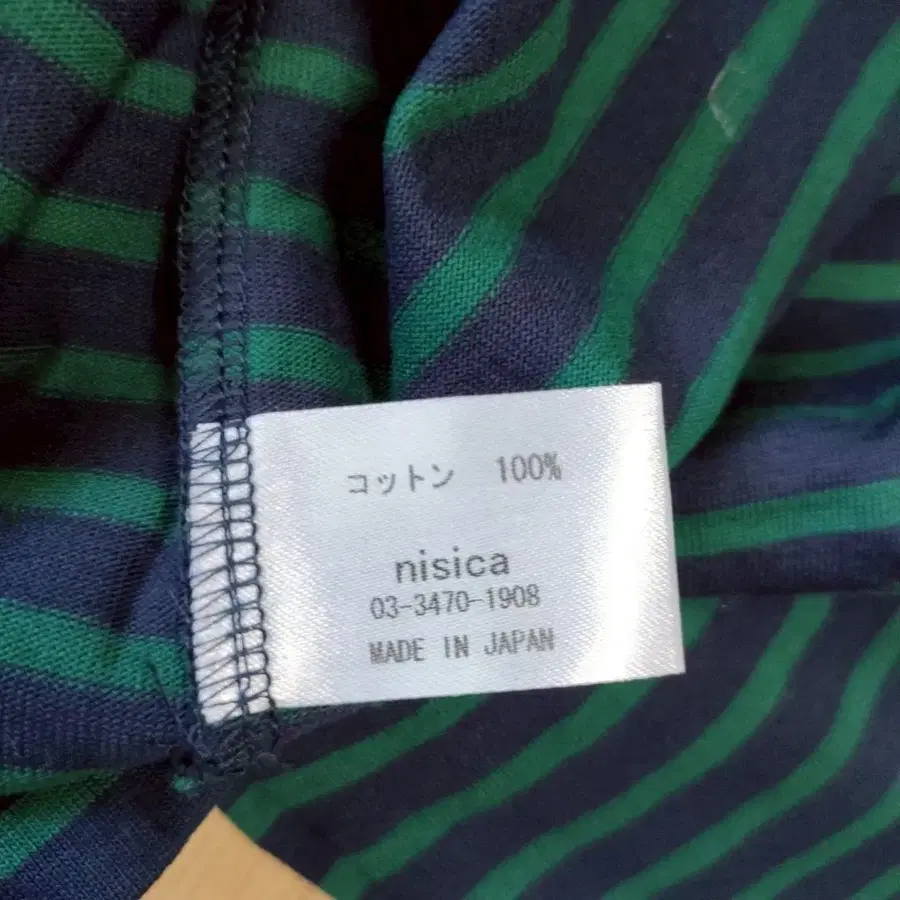 コットン 100%
nisica
03-3470-1908
MADE IN JAPAN